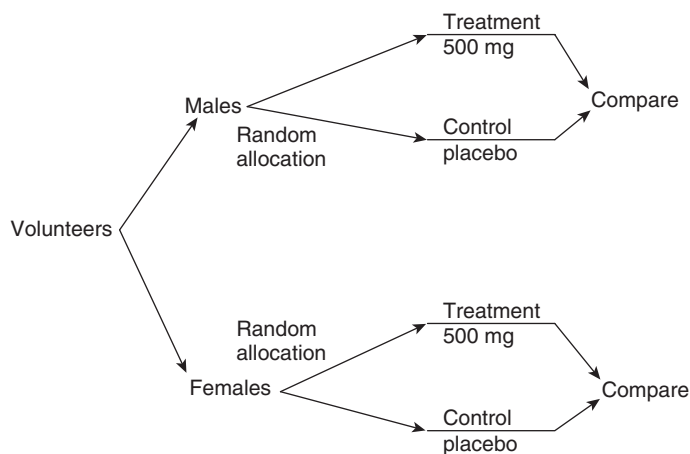 Treatment
500 mg
Males
Compare
Random
allocation
Control
placebo
Volunteers
Treatment
500 mg
Random
allocation
Females
Compare
Control
placebo